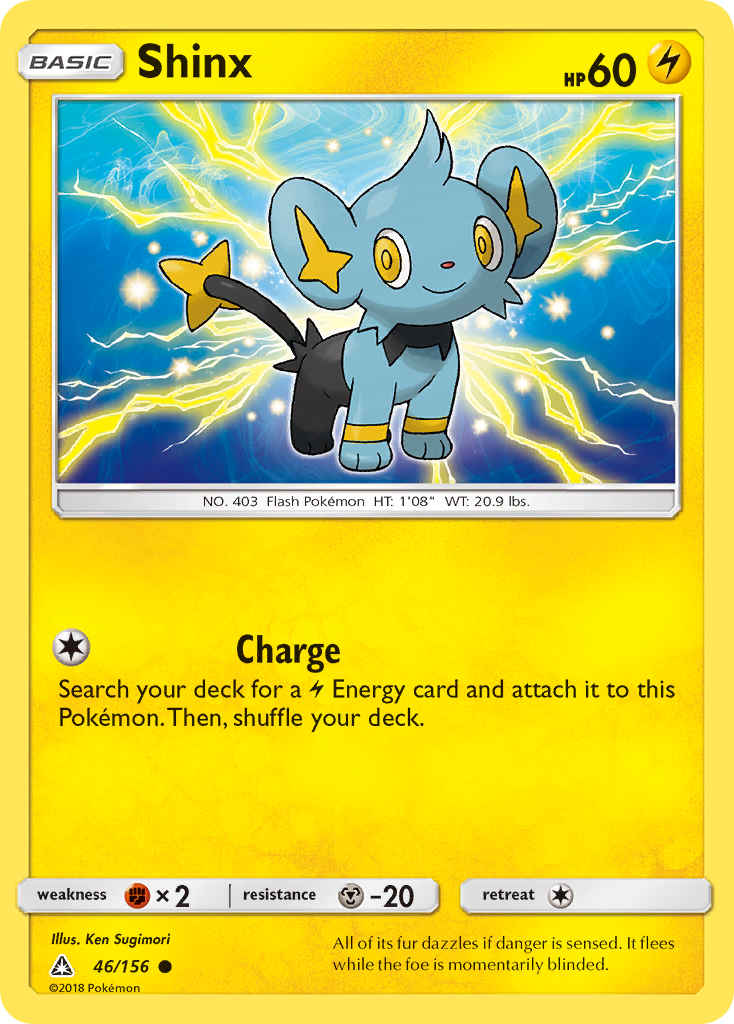 BASIC Shinx HP60
NO. 403 Flash Pokémon HT: 1'08" WT: 20.9 lbs.
Charge
Search your deck for a Energy card and attach it to this
Pokémon. Then, shuffle your deck.
weakness × 2 resistance -20 retreat
Illus. Ken Sugimori
46/156
©2018 Pokémon
All of its fur dazzles if danger is sensed. It flees
while the foe is momentarily blinded.